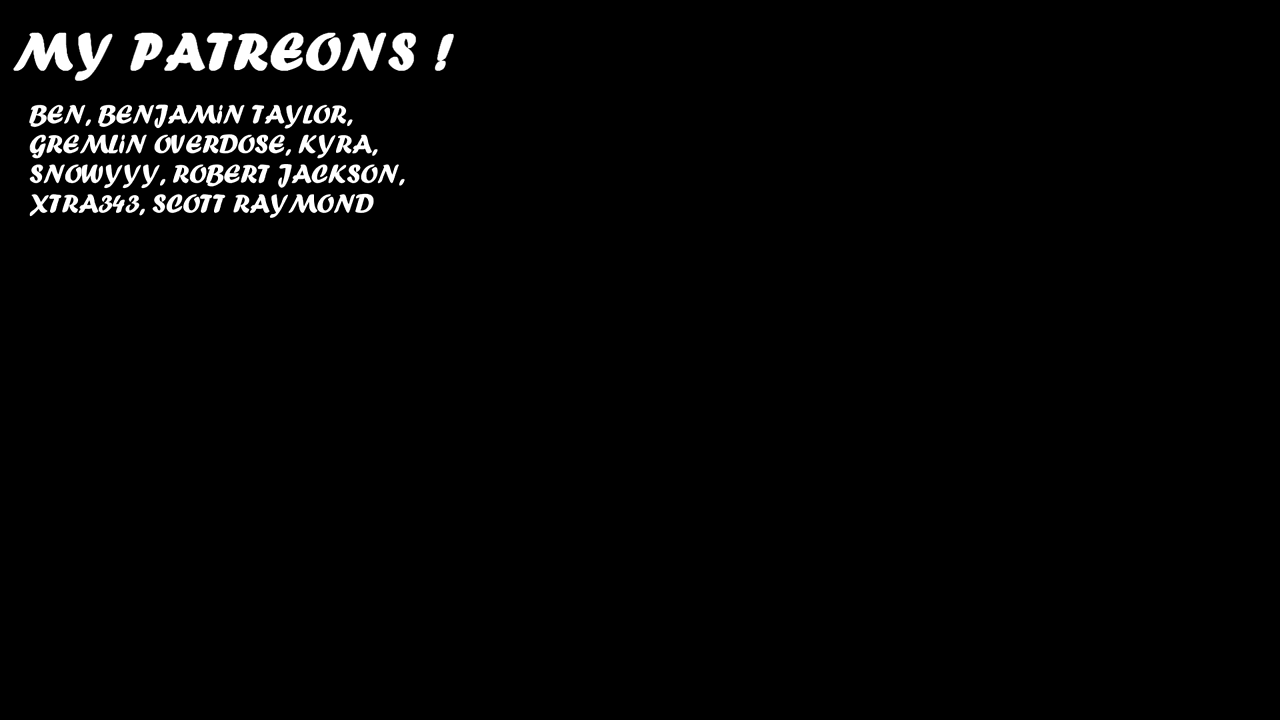 MY PATREONS !
BEN, BENJAMiN TAYLOR,
GREMLiN OVERDOSE, KYRA,
SNOWYYY, ROBERT JACKSON,
XTRA343, SCOTT RAYMOND